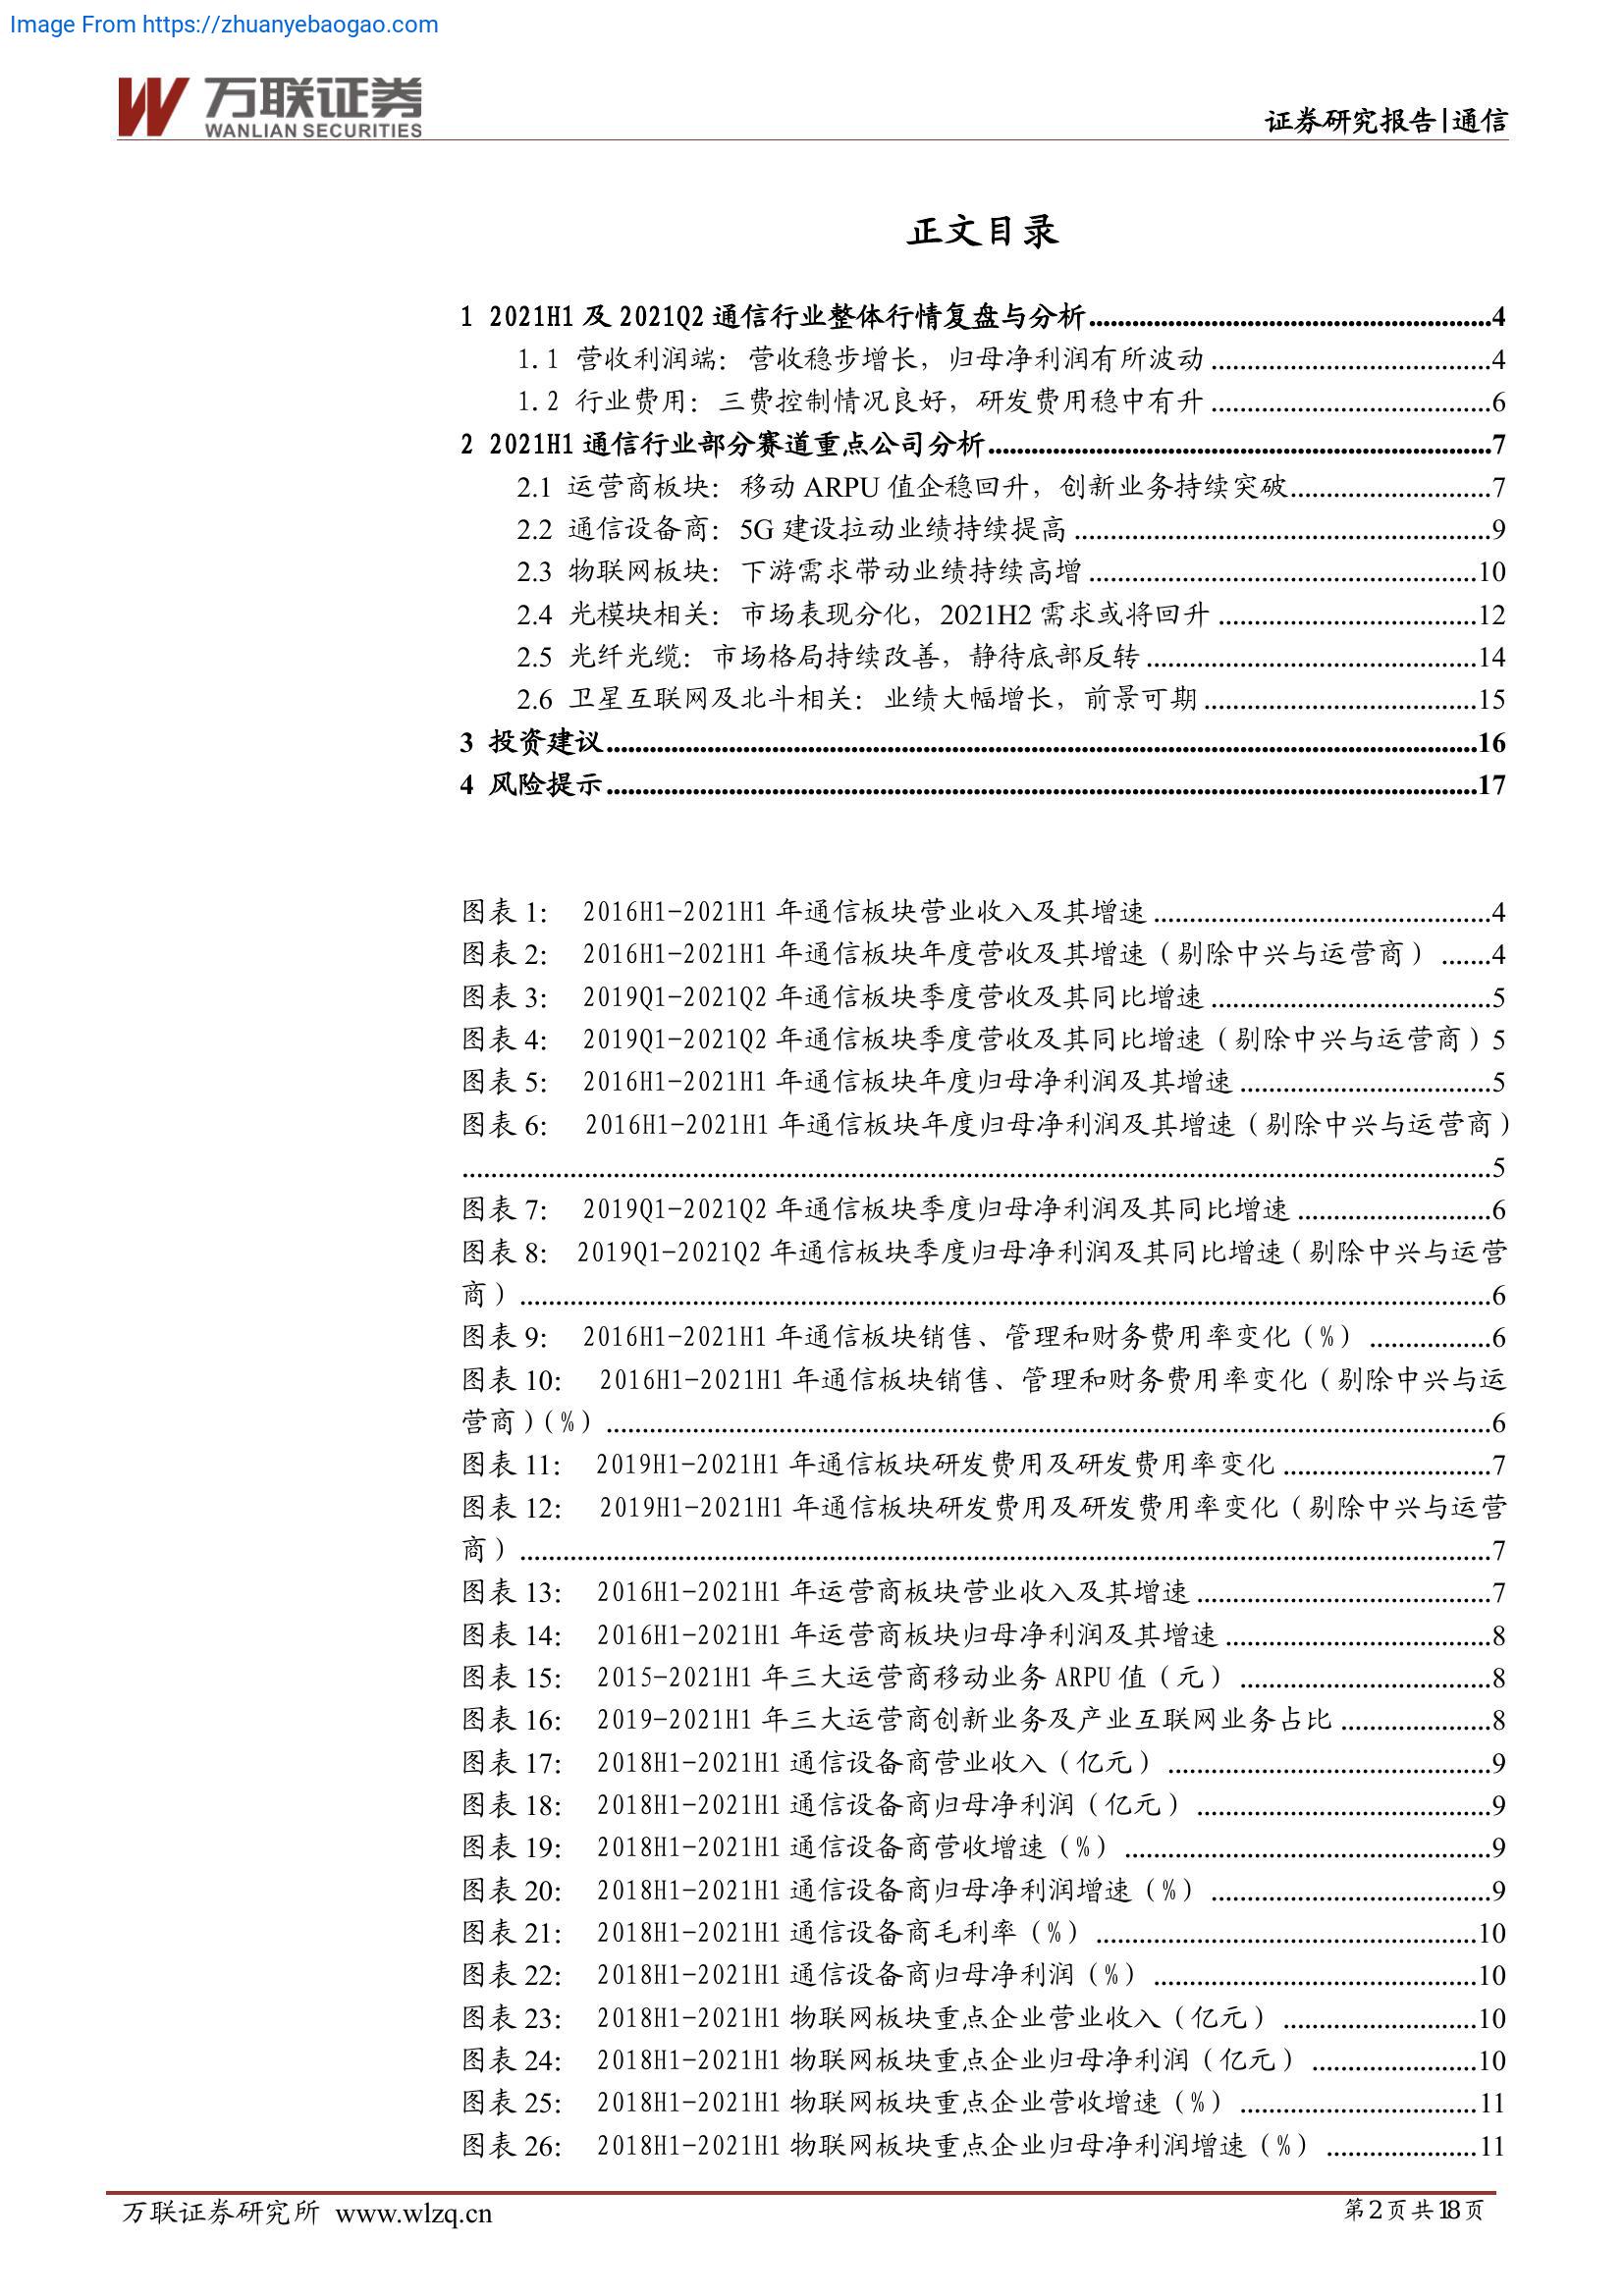 Image From https://zhuanyebaogao.com
万联证券
WANLIAN SECURITIES
证券研究报告|通信
正文目录
1 2021H1 及 2021Q2 通信行业整体行情复盘与分析........................................................4
1.1 营收利润端：营收稳步增长，归母净利润有所波动.......................................4
1.2 行业费用：三费控制情况良好，研发费用稳中有升.......................................6
2 2021H1 通信行业部分赛道重点公司分析......................................................................7
2.1 运营商板块：移动 ARPU 值企稳回升，创新业务持续突破............................7
2.2 通信设备商：5G 建设拉动业绩持续提高..........................................................9
2.3 物联网板块：下游需求带动业绩持续高增......................................................10
2.4 光模块相关：市场表现分化，2021H2 需求或将回升....................................12
2.5 光纤光缆：市场格局持续改善，静待底部反转..............................................14
2.6 卫星互联网及北斗相关：业绩大幅增长，前景可期......................................15
3 投资建议.........................................................................................................................16
4 风险提示.........................................................................................................................17
图表 1： 2016H1-2021H1 年通信板块营业收入及其增速...............................................4
图表 2： 2016H1-2021H1 年通信板块年度营收及其增速（剔除中兴与运营商）.......4
图表 3： 2019Q1-2021Q2 年通信板块季度营收及其同比增速.......................................5
图表 4： 2019Q1-2021Q2 年通信板块季度营收及其同比增速（剔除中兴与运营商）5
图表 5： 2016H1-2021H1 年通信板块年度归母净利润及其增速...................................5
图表 6： 2016H1-2021H1 年通信板块年度归母净利润及其增速（剔除中兴与运营商）
................................................................................................................................................5
图表 7： 2019Q1-2021Q2 年通信板块季度归母净利润及其同比增速...........................6
图表 8： 2019Q1-2021Q2 年通信板块季度归母净利润及其同比增速（剔除中兴与运营
商）.......................................................................................................................................6
图表 9： 2016H1-2021H1 年通信板块销售、管理和财务费用率变化（%）.................6
图表 10： 2016H1-2021H1 年通信板块销售、管理和财务费用率变化（剔除中兴与运
营商）（%）...........................................................................................................................6
图表 11： 2019H1-2021H1 年通信板块研发费用及研发费用率变化.............................7
图表 12： 2019H1-2021H1 年通信板块研发费用及研发费用率变化（剔除中兴与运营
商）.......................................................................................................................................7
图表 13： 2016H1-2021H1 年运营商板块营业收入及其增速.........................................7
图表 14： 2016H1-2021H1 年运营商板块归母净利润及其增速.....................................8
图表 15： 2015-2021H1 年三大运营商移动业务 ARPU 值（元）...................................8
图表 16： 2019-2021H1 年三大运营商创新业务及产业互联网业务占比.....................8
图表 17： 2018H1-2021H1 通信设备商营业收入（亿元）.............................................9
图表 18： 2018H1-2021H1 通信设备商归母净利润（亿元）.........................................9
图表 19： 2018H1-2021H1 通信设备商营收增速（%）...................................................9
图表 20： 2018H1-2021H1 通信设备商归母净利润增速（%）.......................................9
图表 21： 2018H1-2021H1 通信设备商毛利率（%）.....................................................10
图表 22： 2018H1-2021H1 通信设备商归母净利润（%）.............................................10
图表 23： 2018H1-2021H1 物联网板块重点企业营业收入（亿元）...........................10
图表 24： 2018H1-2021H1 物联网板块重点企业归母净利润（亿元）.......................10
图表 25： 2018H1-2021H1 物联网板块重点企业营收增速（%）.................................11
图表 26： 2018H1-2021H1 物联网板块重点企业归母净利润增速（%）.....................11
万联证券研究所 www.wlzq.cn
第2页共18页